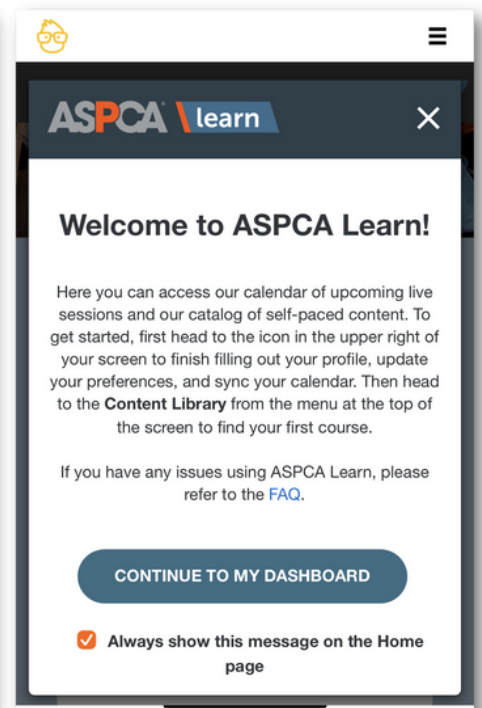 ASPCA learn
Welcome to ASPCA Learn!
Here you can access our calendar of upcoming live
sessions and our catalog of self-paced content. To
get started, first head to the icon in the upper right of
your screen to finish filling out your profile, update
your preferences, and sync your calendar. Then head
to the Content Library from the menu at the top of
the screen to find your first course.
If you have any issues using ASPCA Learn, please
refer to the FAQ.
CONTINUE TO MY DASHBOARD
Always show this message on the Home
page